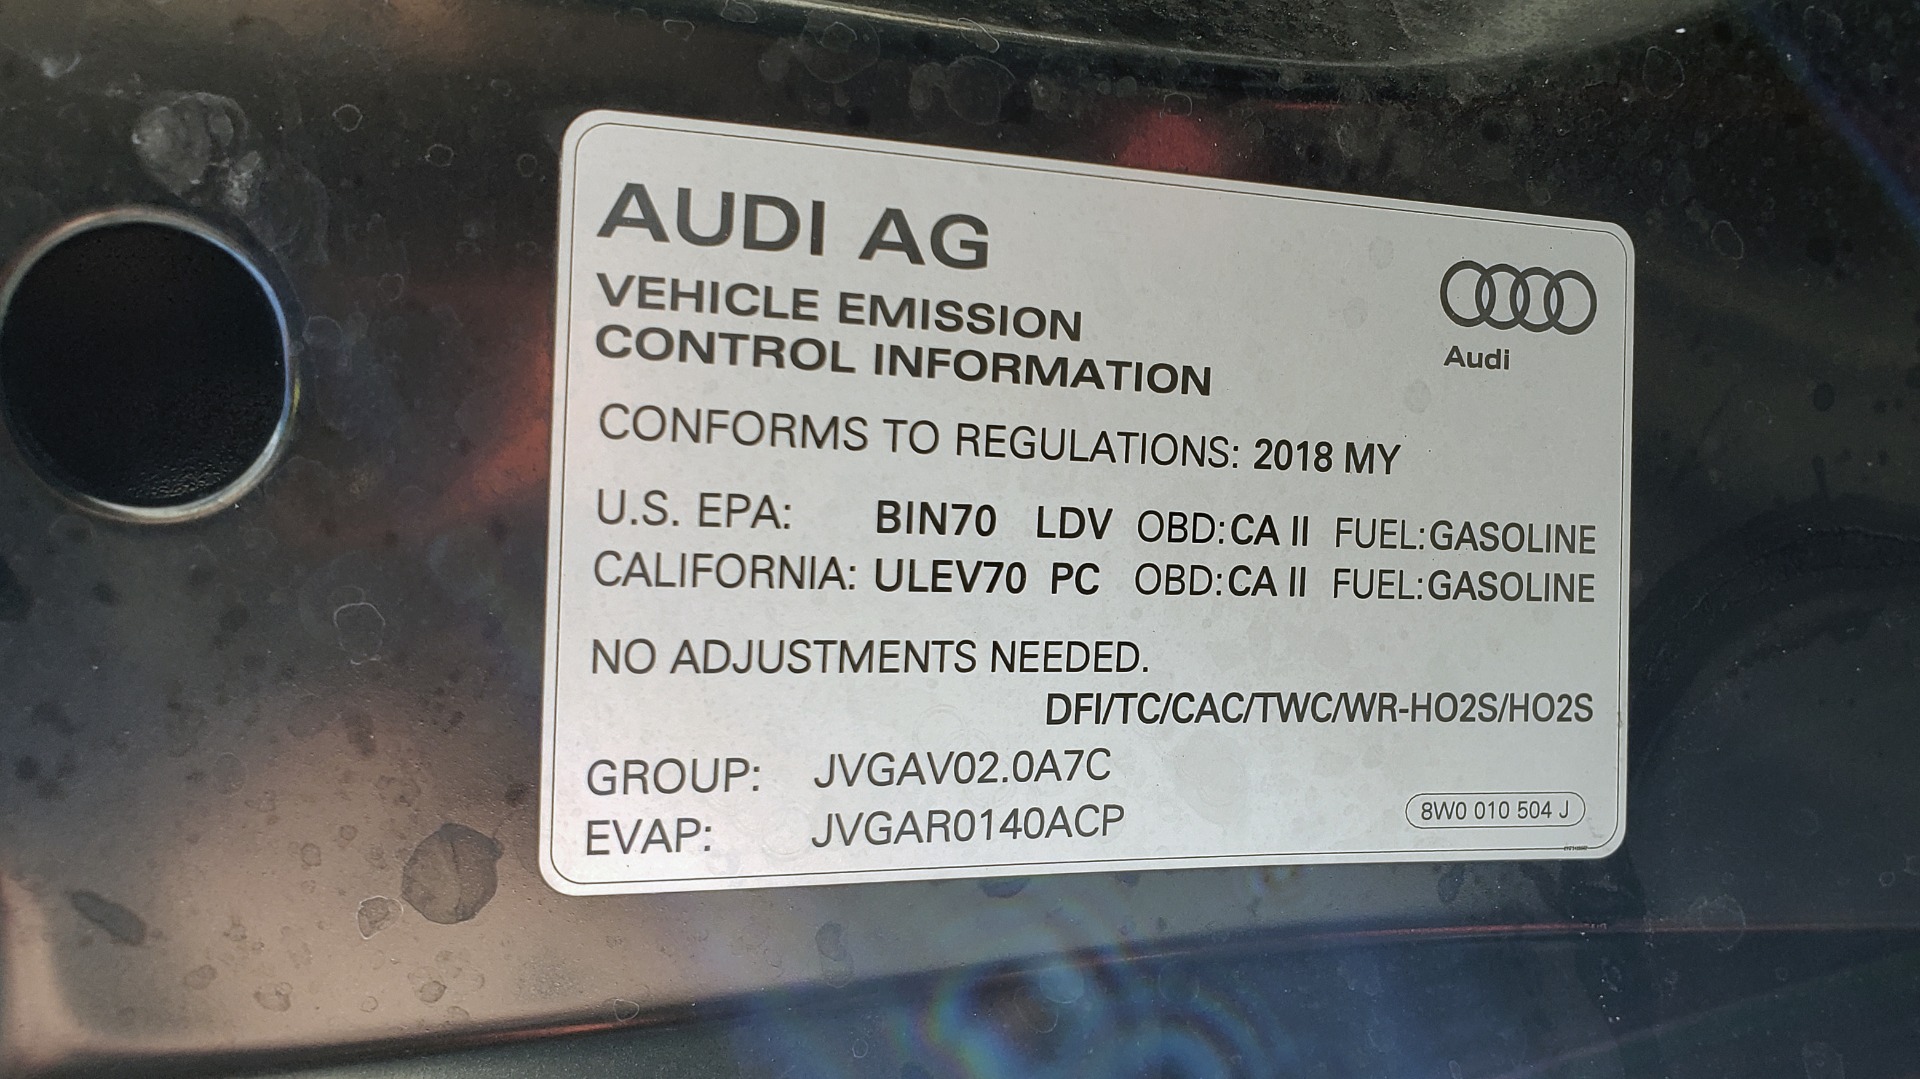 AUDI AG
VEHICLE EMISSION
CONTROL INFORMATION
Audi
CONFORMS TO REGULATIONS: 2018 MY
U.S. EPA: BIN70 LDV OBD:CA II FUEL:GASOLINE
CALIFORNIA: ULEV70 PC OBD:CA II FUEL:GASOLINE
NO ADJUSTMENTS NEEDED.
DFI/TC/CAC/TWC/WR-HO2S/HO2S
GROUP: JVGAV02.0A7C
EVAP: JVGAR0140ACP
8W0 010 504 J